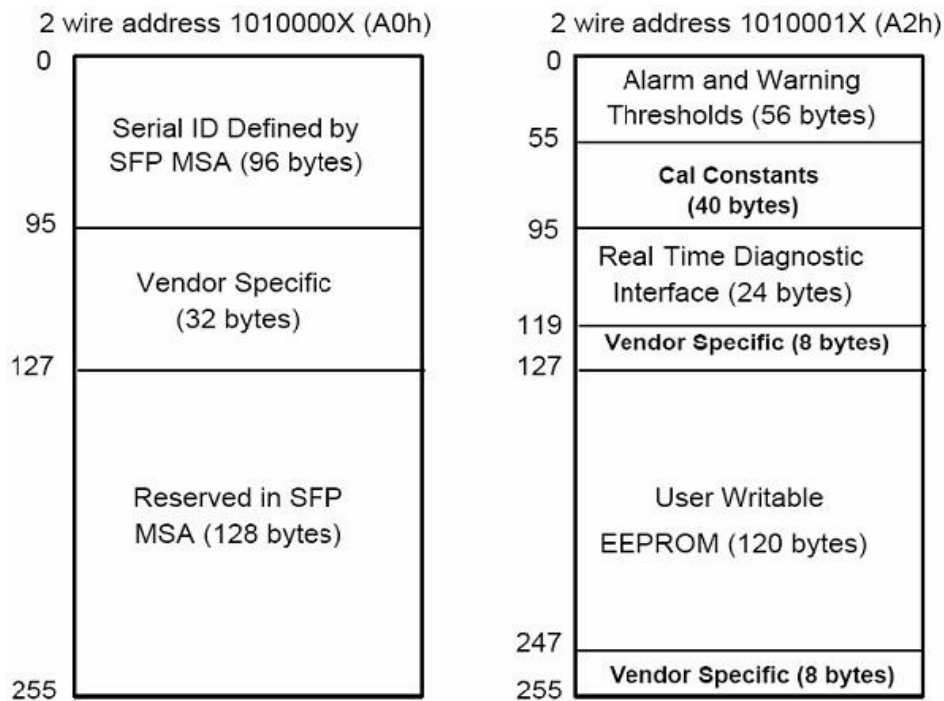 2 wire address 1010000X (A0h)
0
Serial ID Defined by
SFP MSA (96 bytes)
95
Vendor Specific
(32 bytes)
127
Reserved in SFP
MSA (128 bytes)
255
2 wire address 1010001X (A2h)
0
Alarm and Warning
Thresholds (56 bytes)
55
Cal Constants
(40 bytes)
95
Real Time Diagnostic
Interface (24 bytes)
119
Vendor Specific (8 bytes)
127
User Writable
EEPROM (120 bytes)
247
Vendor Specific (8 bytes)
255